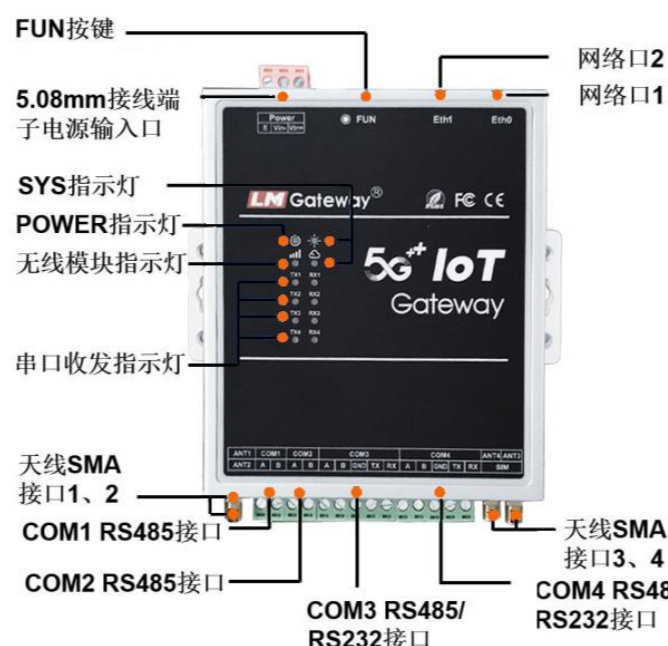 FUN按键
网络口2
5.08mm接线端
子电源输入口
网络口1
Power
E Vin- Vin+
FUN
Eth1
Eth0
SYS指示灯
LM Gateway®
RoHS FC CE
POWER指示灯
无线模块指示灯
5G++ IoT
Gateway
TX1 RX1
TX2 RX2
TX3 RX3
TX4 RX4
串口收发指示灯
ANT1 COM1 COM2 COM3 COM4 ANT4 ANT3
ANT2 A B A B A B GND TX RX A B GND TX RX SIM
天线SMA
接口1、2
COM1 RS485接口
天线SMA
接口3、4
COM2 RS485接口
COM4 RS48
RS232接口
COM3 RS485/
RS232接口